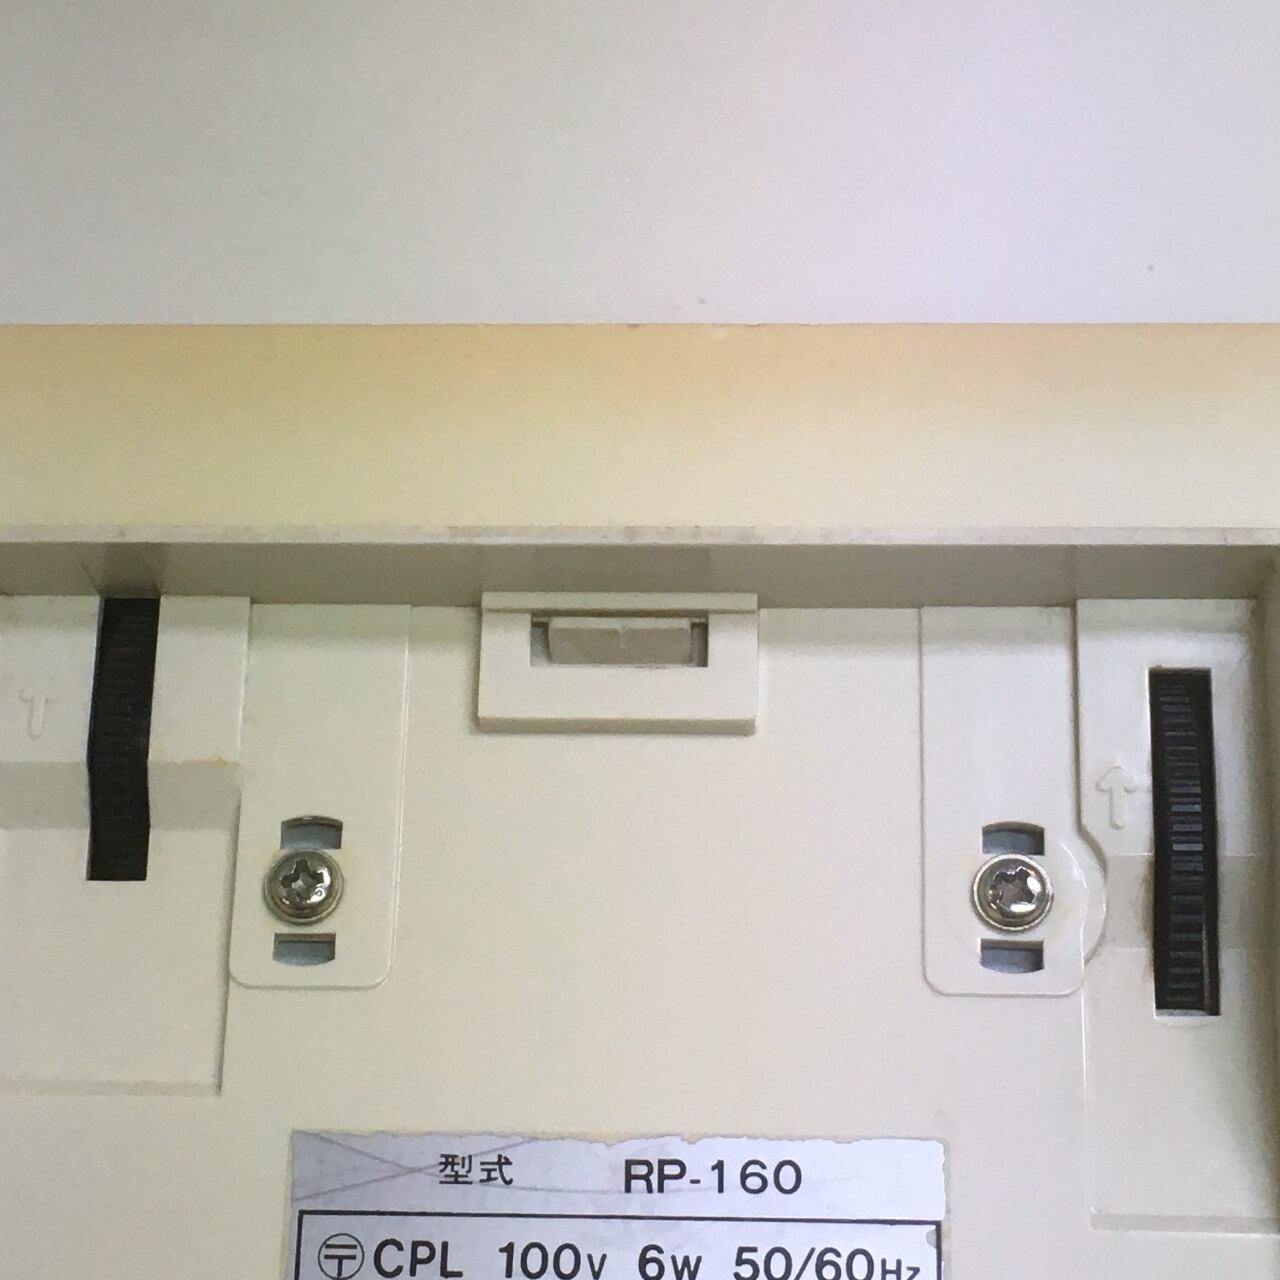 型式 RP-160
〶CPL 100V 6W 50/60Hz